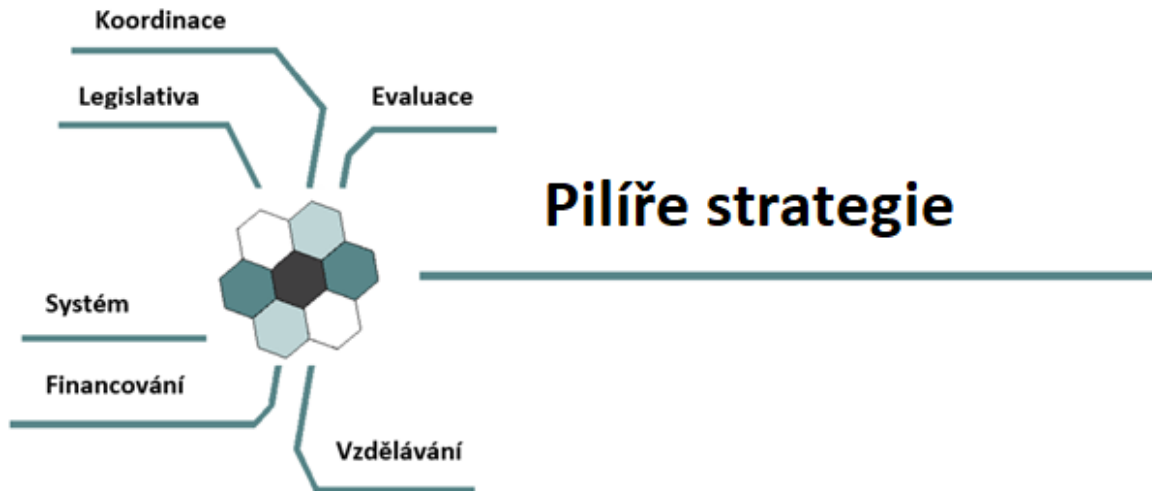 Koordinace
Legislativa
Evaluace
Pilíře strategie
Systém
Financování
Vzdělávání